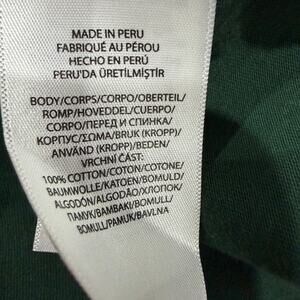 MADE IN PERU
FABRIQUÉ AU PÉROU
HECHO EN PERÚ
PERU'DA ÜRETİLMİŞTİR
BODY/CORPS/CORPO/OBERTEIL/
ROMP/HOVEDDEL/CUERPO/
CORPO/ПЕРЕД И СПИНКА/
КОРПУС/ΣΩΜΑ/BRUK (KROPP)/
ANVÄND (KROPP)/BEDEN/
VRCHNÍ ČÁST:
100% COTTON/COTON/COTONE/
BAUMWOLLE/KATOEN/BOMULD/
ALGODÓN/ALGODÃO/ХЛОПОК/
ПАМУК/ΒΑΜΒΑΚΙ/BOMULL/
BOMULL/PAMUK/BAVLNA